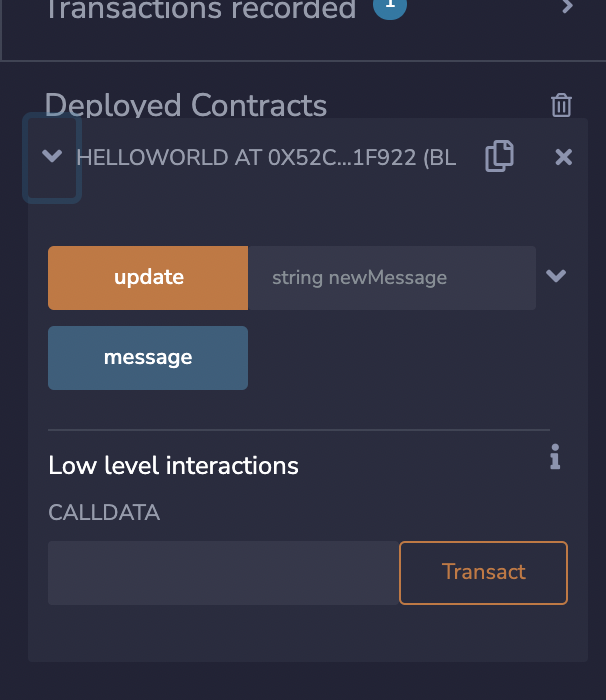 Transactions recorded 1
Deployed Contracts
HELLOWORLD AT 0X52C...1F922 (BL
update string newMessage
message
Low level interactions
CALLDATA
Transact